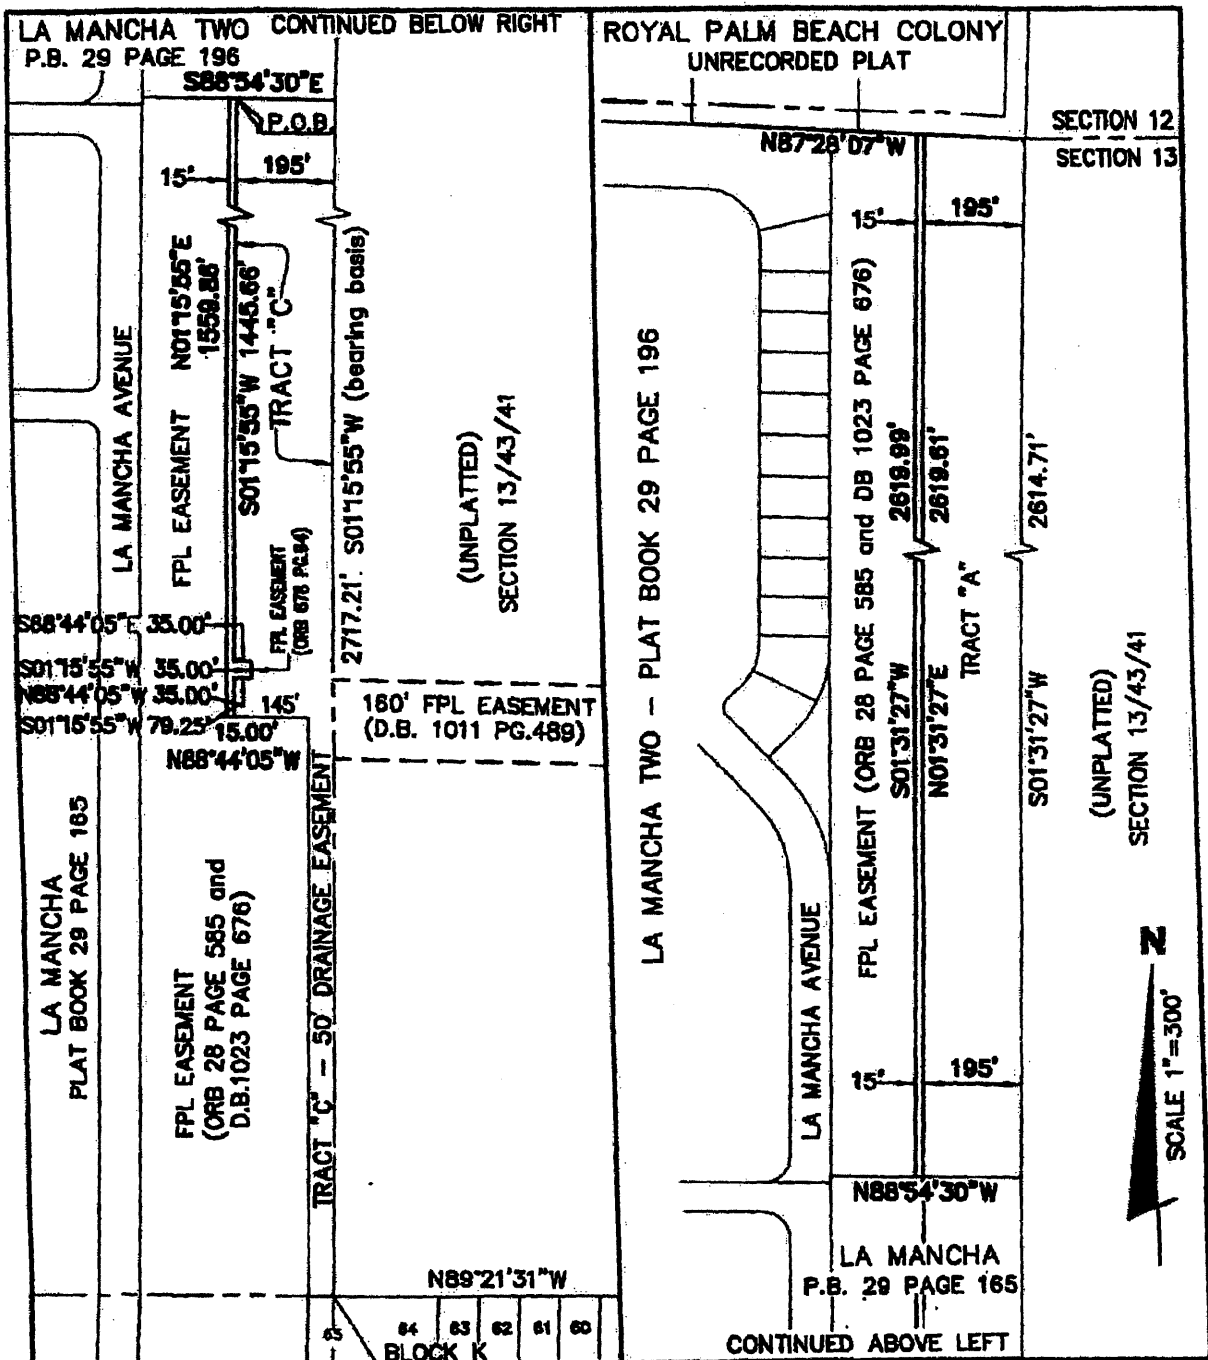 LA MANCHA TWO
P.B. 29 PAGE 196
CONTINUED BELOW RIGHT
S88°54'30"E
P.O.B.
15'
195'
N01°15'55"E
1559.86'
S01°15'55"W 1445.66'
TRACT "C"
2717.21' S01°15'55"W (bearing basis)
LA MANCHA AVENUE
FPL EASEMENT
FPL EASEMENT
(ORB 678 PG.94)
(UNPLATTED)
SECTION 13/43/41
S88°44'05"E 35.00'
S01°15'55"W 35.00'
N88°44'05"W 35.00'
S01°15'55"W 79.25'
15.00'
145'
N88°44'05"W
160' FPL EASEMENT
(D.B. 1011 PG.489)
LA MANCHA
PLAT BOOK 29 PAGE 165
FPL EASEMENT
(ORB 28 PAGE 585 and
D.B.1023 PAGE 676)
TRACT "C" - 50' DRAINAGE EASEMENT
N89°21'31"W
65
64
63
62
61
60
BLOCK K
ROYAL PALM BEACH COLONY
UNRECORDED PLAT
SECTION 12
SECTION 13
N87°28'07"W
15'
195'
LA MANCHA TWO - PLAT BOOK 29 PAGE 196
FPL EASEMENT (ORB 28 PAGE 585 and DB 1023 PAGE 676)
S01°31'27"W 2619.99'
N01°31'27"E 2619.61'
TRACT "A"
S01°31'27"W 2614.71'
(UNPLATTED)
SECTION 13/43/41
LA MANCHA AVENUE
15'
195'
N88°54'30"W
N
SCALE 1"=300'
LA MANCHA
P.B. 29 PAGE 165
CONTINUED ABOVE LEFT